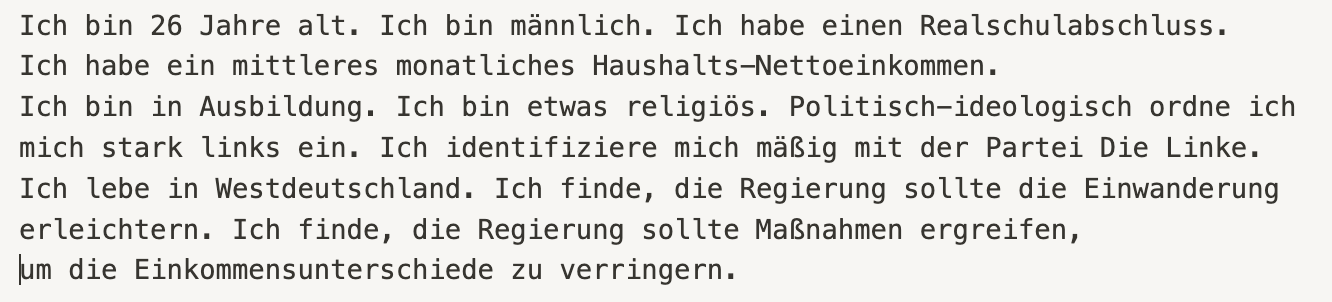 Ich bin 26 Jahre alt. Ich bin männlich. Ich habe einen Realschulabschluss.
Ich habe ein mittleres monatliches Haushalts-Nettoeinkommen.
Ich bin in Ausbildung. Ich bin etwas religiös. Politisch-ideologisch ordne ich
mich stark links ein. Ich identifiziere mich mäßig mit der Partei Die Linke.
Ich lebe in Westdeutschland. Ich finde, die Regierung sollte die Einwanderung
erleichtern. Ich finde, die Regierung sollte Maßnahmen ergreifen,
um die Einkommensunterschiede zu verringern.